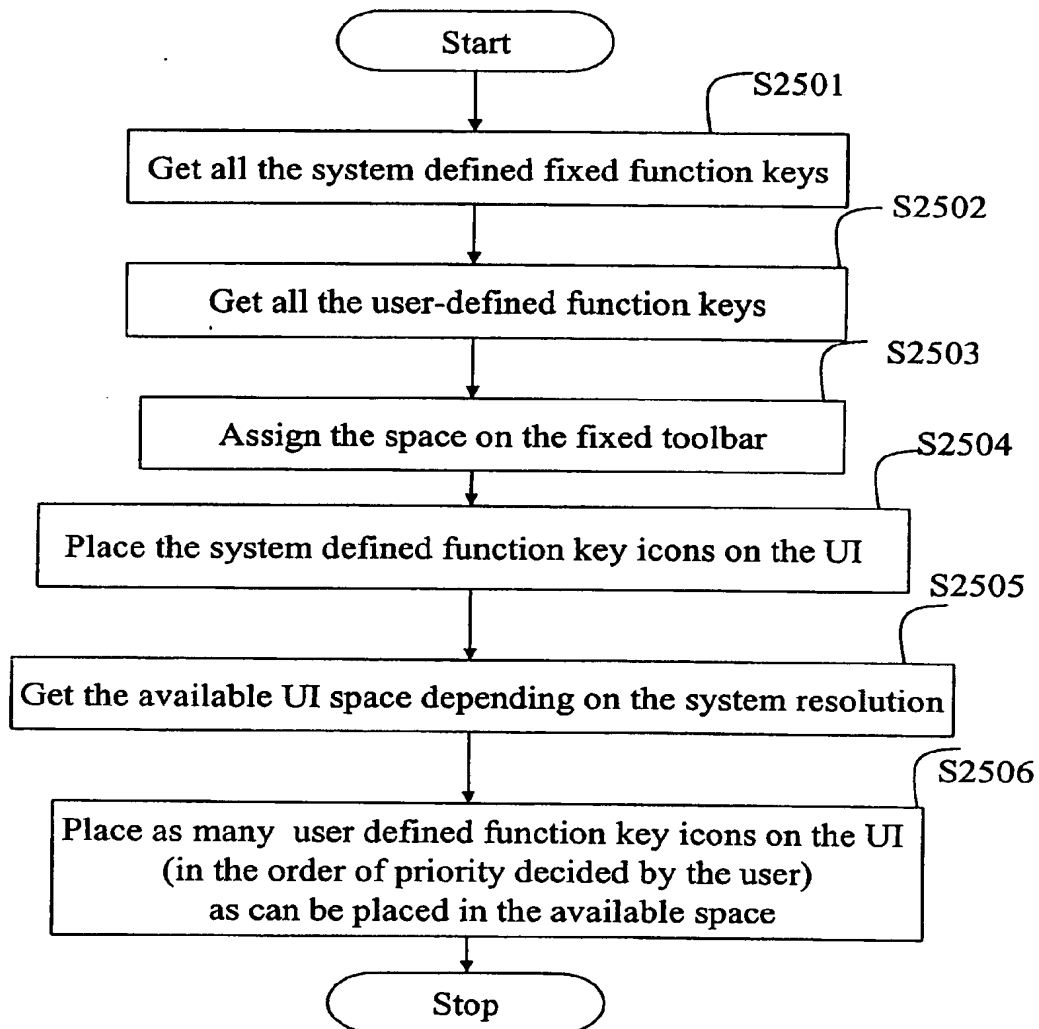 Start
S2501
Get all the system defined fixed function keys
S2502
Get all the user-defined function keys
S2503
Assign the space on the fixed toolbar
S2504
Place the system defined function key icons on the UI
S2505
Get the available UI space depending on the system resolution
S2506
Place as many user defined function key icons on the UI
(in the order of priority decided by the user)
as can be placed in the available space
Stop